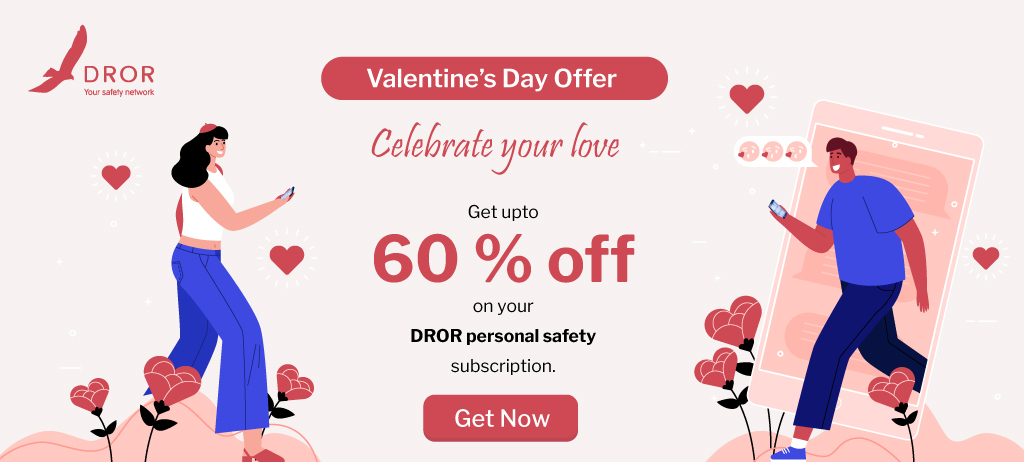 DROR
Your safety network
Valentine's Day Offer
Celebrate your love
Get upto
60 % off
on your
DROR personal safety
subscription.
Get Now